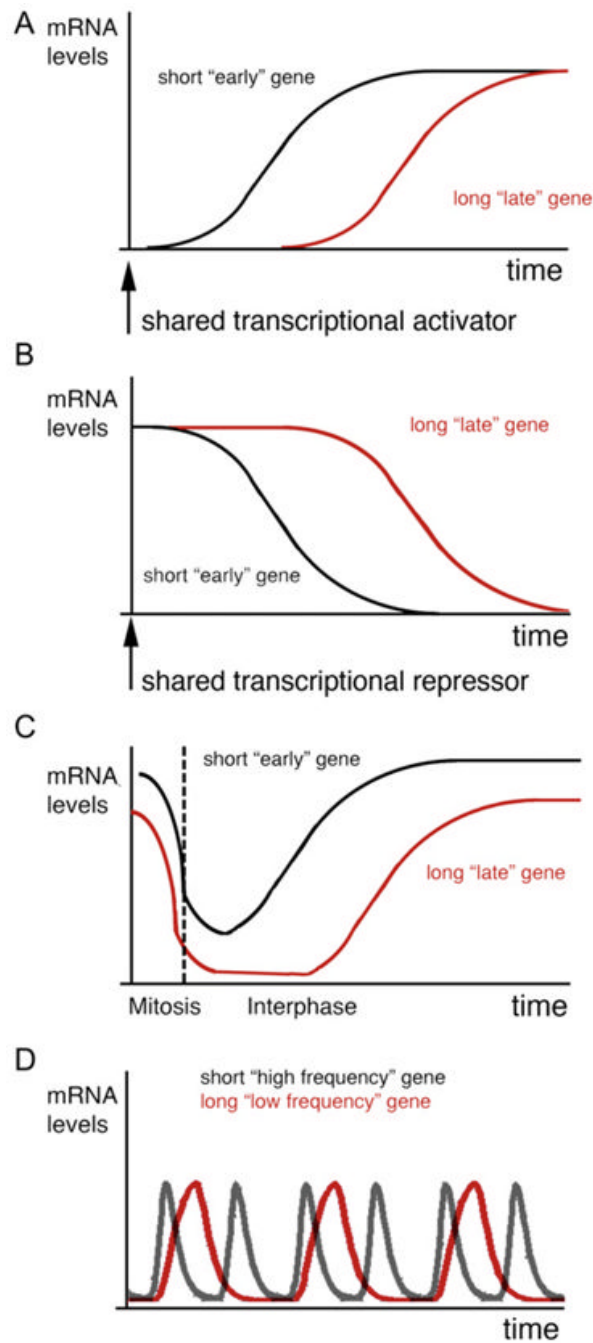 A
mRNA
levels
short “early” gene
long “late” gene
time
shared transcriptional activator
B
mRNA
levels
long “late” gene
short “early” gene
time
shared transcriptional repressor
C
mRNA
levels
short “early” gene
long “late” gene
Mitosis Interphase time
D
mRNA
levels
short “high frequency” gene
long “low frequency” gene
time